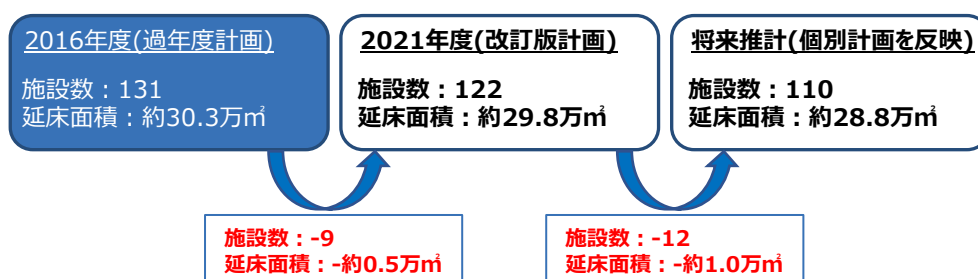 2016年度(過年度計画)
施設数：131
延床面積：約30.3万㎡
2021年度(改訂版計画)
施設数：122
延床面積：約29.8万㎡
将来推計(個別計画を反映)
施設数：110
延床面積：約28.8万㎡
施設数：-9
延床面積：-約0.5万㎡
施設数：-12
延床面積：-約1.0万㎡